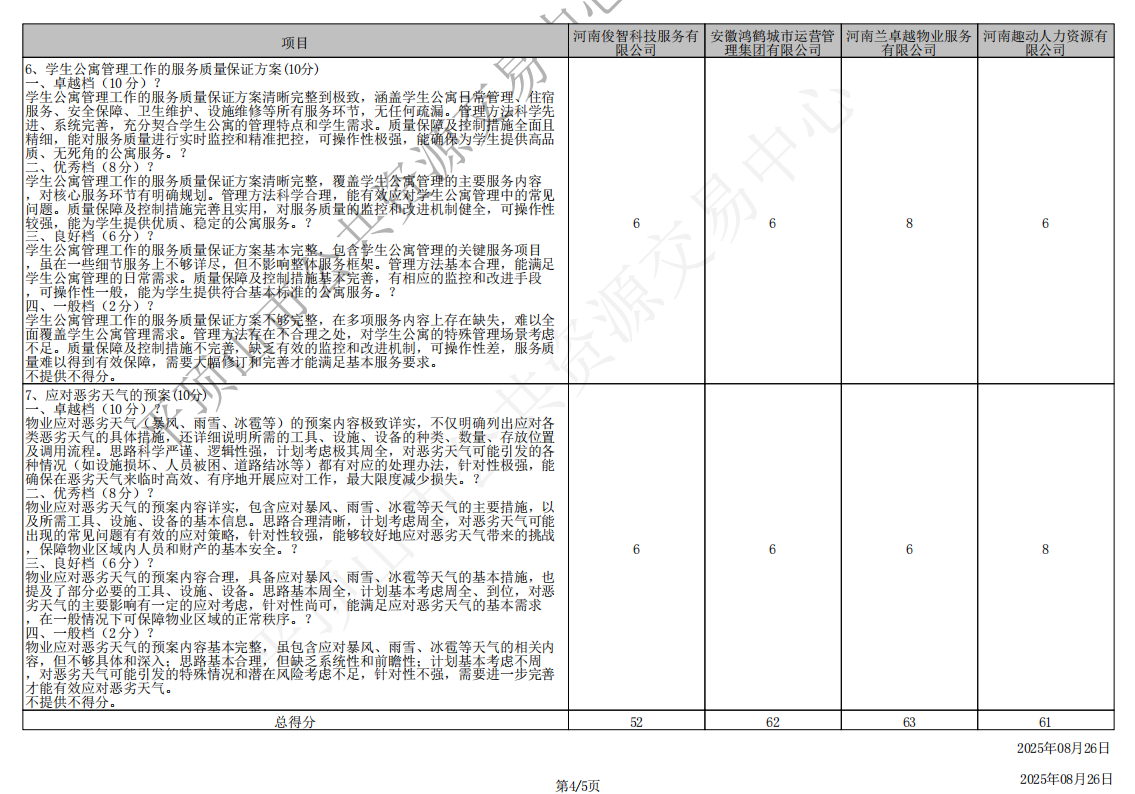 项目
河南俊智科技服务有限公司
安徽鸿鹤城市运营管理集团有限公司
河南兰卓越物业服务有限公司
河南趣动人力资源有限公司
6、学生公寓管理工作的服务质量保证方案(10分)
一、卓越档（10 分）?
学生公寓管理工作的服务质量保证方案清晰完整到极致，涵盖学生公寓日常管理、住宿
服务、安全保障、卫生维护、设施维修等所有服务环节，无任何疏漏。管理方法科学先
进、系统完善，充分契合学生公寓的管理特点和学生需求。质量保障及控制措施全面且
精细，能对服务质量进行实时监控和精准把控，可操作性极强，能确保为学生提供高品
质、无死角的公寓服务。?
二、优秀档（8 分）?
学生公寓管理工作的服务质量保证方案清晰完整，覆盖学生公寓管理的主要服务内容
，对核心服务环节有明确规划。管理方法科学合理，能有效应对学生公寓管理中的常见
问题。质量保障及控制措施完善且实用，对服务质量的监控和改进机制健全，可操作性
较强，能为学生提供优质、稳定的公寓服务。?
三、良好档（6 分）?
学生公寓管理工作的服务质量保证方案基本完整，包含学生公寓管理的关键服务项目
，虽在一些细节服务上不够详尽，但不影响整体服务框架。管理方法基本合理，能满足
学生公寓管理的日常需求。质量保障及控制措施基本完善，有相应的监控和改进手段
，可操作性一般，能为学生提供符合基本标准的公寓服务。?
四、一般档（2 分）?
学生公寓管理工作的服务质量保证方案不够完整，在多项服务内容上存在缺失，难以全
面覆盖学生公寓管理需求。管理方法存在不合理之处，对学生公寓的特殊管理场景考虑
不足。质量保障及控制措施不完善，缺乏有效的监控和改进机制，可操作性差，服务质
量难以得到有效保障，需要大幅修订和完善才能满足基本服务要求。
不提供不得分。
6
6
8
6
7、应对恶劣天气的预案(10分)
一、卓越档（10 分）?
物业应对恶劣天气（暴风、雨雪、冰雹等）的预案内容极致详实，不仅明确列出应对各
类恶劣天气的具体措施，还详细说明所需的工具、设施、设备的种类、数量、存放位置
及调用流程。思路科学严谨、逻辑性强，计划考虑极其周全，对恶劣天气可能引发的各
种情况（如设施损坏、人员被困、道路结冰等）都有对应的处理办法，针对性极强，能
确保在恶劣天气来临时高效、有序地开展应对工作，最大限度减少损失。?
二、优秀档（8 分）?
物业应对恶劣天气的预案内容详实，包含应对暴风、雨雪、冰雹等天气的主要措施，以
及所需工具、设施、设备的基本信息。思路合理清晰，计划考虑周全，对恶劣天气可能
出现的常见问题有有效的应对策略，针对性较强，能够较好地应对恶劣天气带来的挑战
，保障物业区域内人员和财产的基本安全。?
三、良好档（6 分）?
物业应对恶劣天气的预案内容合理，具备应对暴风、雨雪、冰雹等天气的基本措施，也
提及了部分必要的工具、设施、设备。思路基本周全，计划基本考虑周全、到位，对恶
劣天气的主要影响有一定的应对考虑，针对性尚可，能满足应对恶劣天气的基本需求
，在一般情况下可保障物业区域的正常秩序。?
四、一般档（2 分）?
物业应对恶劣天气的预案内容基本完整，虽包含应对暴风、雨雪、冰雹等天气的相关内
容，但不够具体和深入；思路基本合理，但缺乏系统性和前瞻性；计划基本考虑不周
，对恶劣天气可能引发的特殊情况和潜在风险考虑不足，针对性不强，需要进一步完善
才能有效应对恶劣天气。
不提供不得分。
6
6
6
8
总得分
52
62
63
61
2025年08月26日
第4/5页
2025年08月26日
平顶山市公共资源交易中心
平顶山市公共资源交易中心